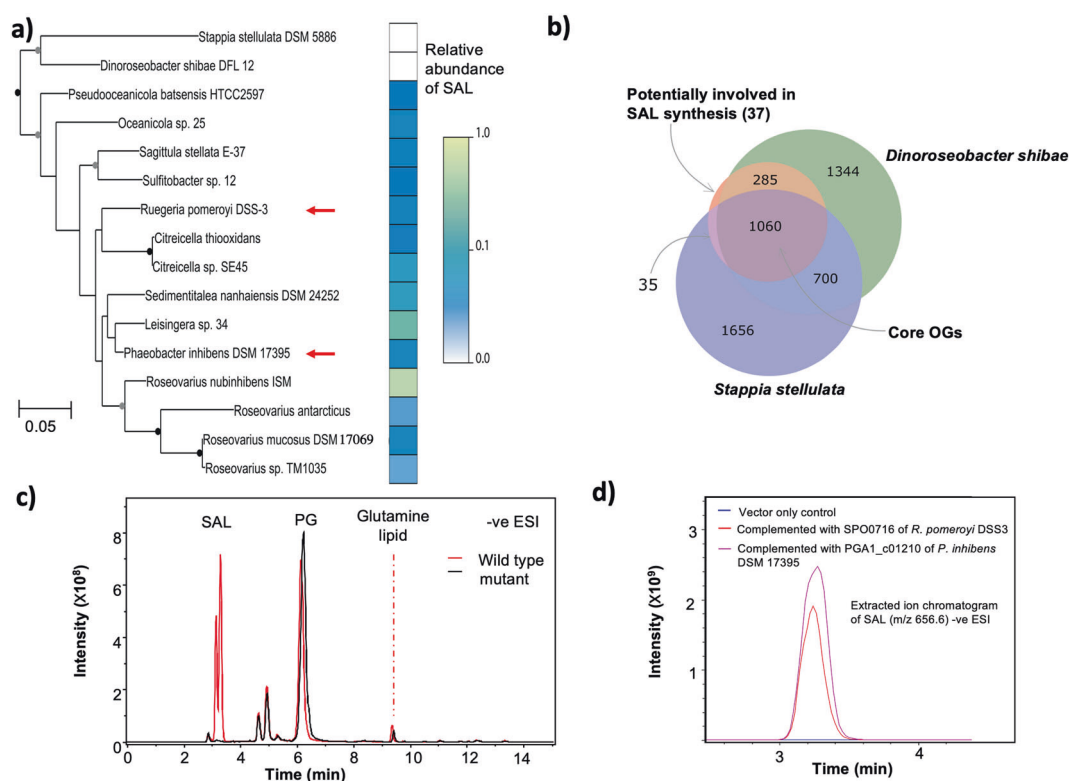 a)
Stappia stellulata DSM 5886
Dinoroseobacter shibae DFL 12
Pseudooceanicola batsensis HTCC2597
Oceanicola sp. 25
Sagittula stellata E-37
Sulfitobacter sp. 12
Ruegeria pomeroyi DSS-3
Citreicella thiooxidans
Citreicella sp. SE45
Sedimentitalea nanhaiensis DSM 24252
Leisingera sp. 34
Phaeobacter inhibens DSM 17395
Roseovarius nubinhibens ISM
Roseovarius antarcticus
Roseovarius mucosus DSM 17069
Roseovarius sp. TM1035
0.05
Relative
abundance
of SAL
1.0
0.1
0.0
b)
Potentially involved in
SAL synthesis (37)
Dinoroseobacter shibae
1344
285
1060
35
700
1656
Core OGs
Stappia stellulata
c)
SAL
PG
Glutamine
lipid
-ve ESI
Wild type
mutant
Intensity (X10⁸)
8
6
4
2
0
0
2
4
6
8
10
12
14
Time (min)
d)
Vector only control
Complemented with SPO0716 of R. pomeroyi DSS3
Complemented with PGA1_c01210 of P. inhibens
DSM 17395
Extracted ion chromatogram
of SAL (m/z 656.6) -ve ESI
Intensity (X10⁹)
3
2
1
0
3
4
Time (min)